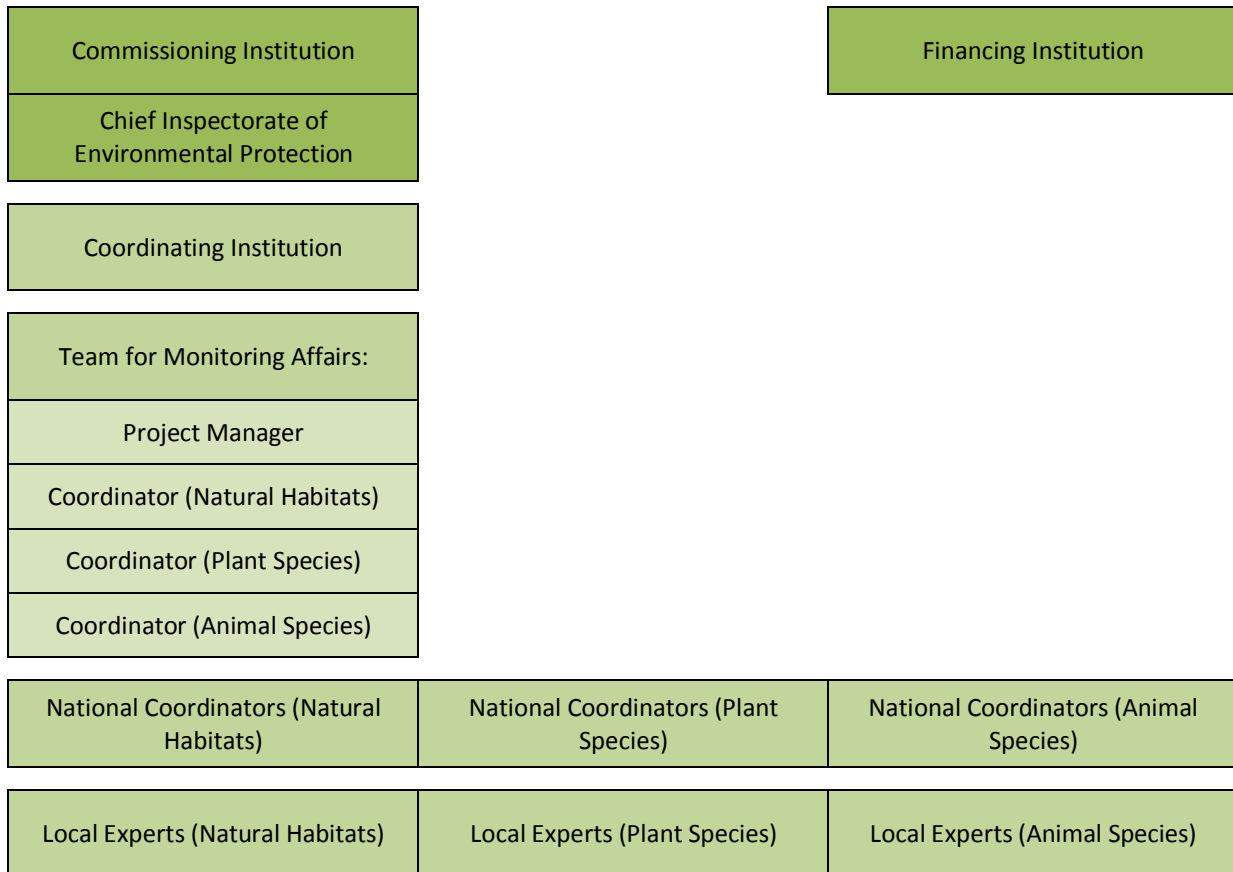 Commissioning Institution
Financing Institution
Chief Inspectorate of
Environmental Protection
Coordinating Institution
Team for Monitoring Affairs:
Project Manager
Coordinator (Natural Habitats)
Coordinator (Plant Species)
Coordinator (Animal Species)
National Coordinators (Natural
Habitats)
National Coordinators (Plant
Species)
National Coordinators (Animal
Species)
Local Experts (Natural Habitats)
Local Experts (Plant Species)
Local Experts (Animal Species)